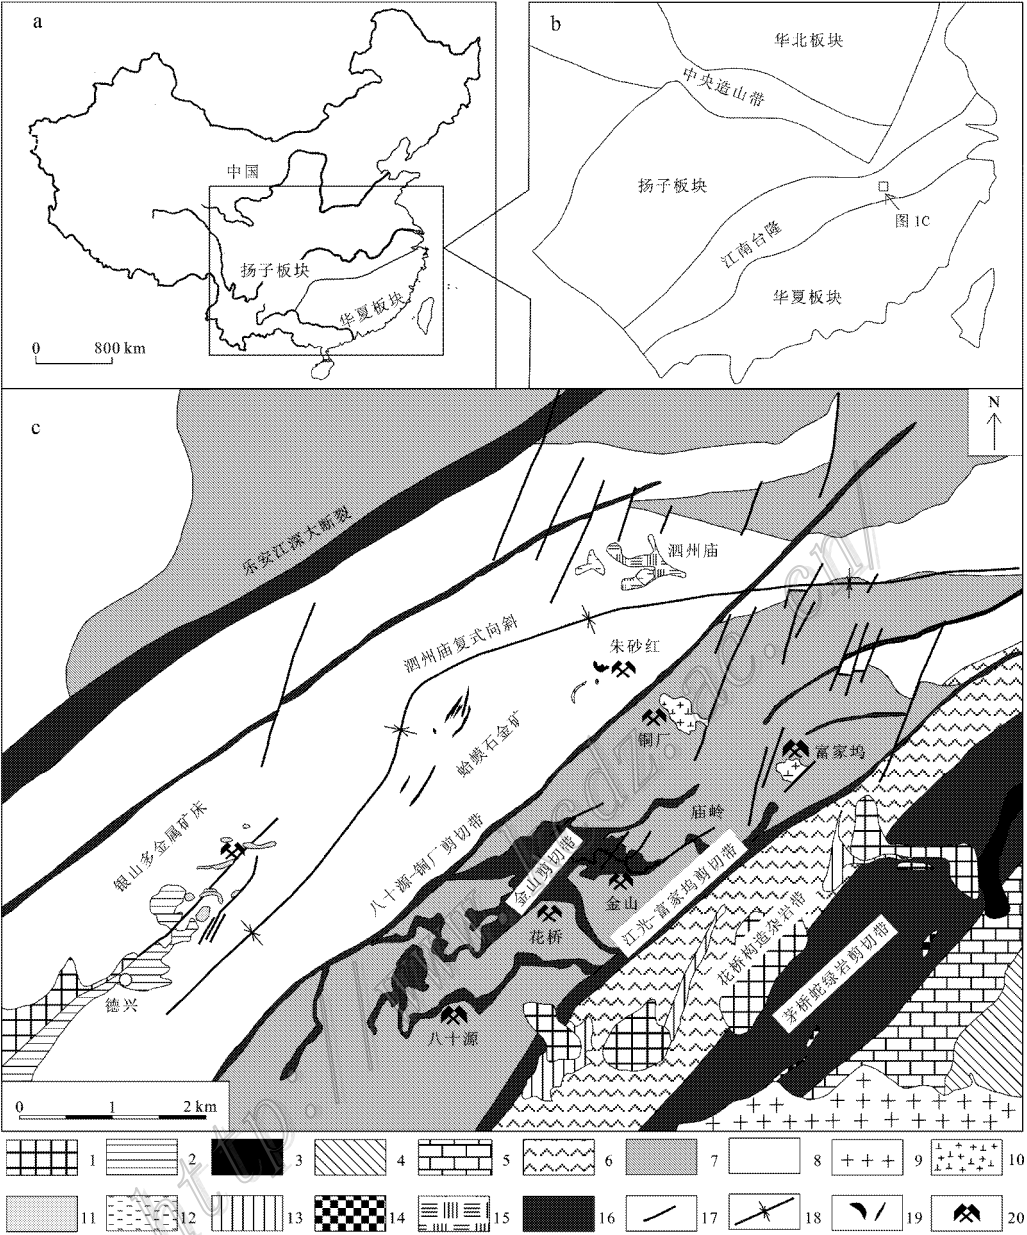 a
中国
扬子板块
华夏板块
0 800 km
b
华北板块
中央造山带
扬子板块
图 1C
江南台隆
华夏板块
c
N
乐安江深大断裂
泗州庙
泗州庙复式向斜
朱砂红
蛤蟆石金矿
铜厂
富家坞
银山多金属矿床
八十源-铜厂剪切带
庙岭
金山剪切带
金山
江光-富家坞剪切带
花桥
花桥构造杂岩带
茅桥蛇绿岩剪切带
德兴
八十源
0 1 2 km
1 2 3 4 5 6 7 8 9 10
11 12 13 14 15 16 17 18 19 20